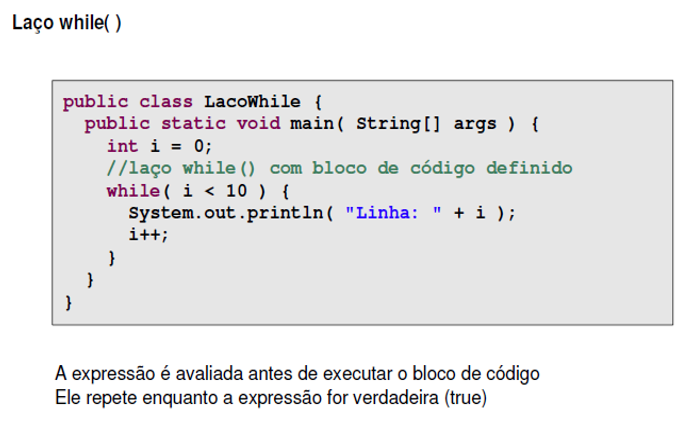 Laço while( )
public class LacoWhile {
public static void main( String[] args ) {
int i = 0;
//laço while() com bloco de código definido
while( i < 10 ) {
System.out.println( "Linha: " + i );
i++;
}
}
}
A expressão é avaliada antes de executar o bloco de código
Ele repete enquanto a expressão for verdadeira (true)